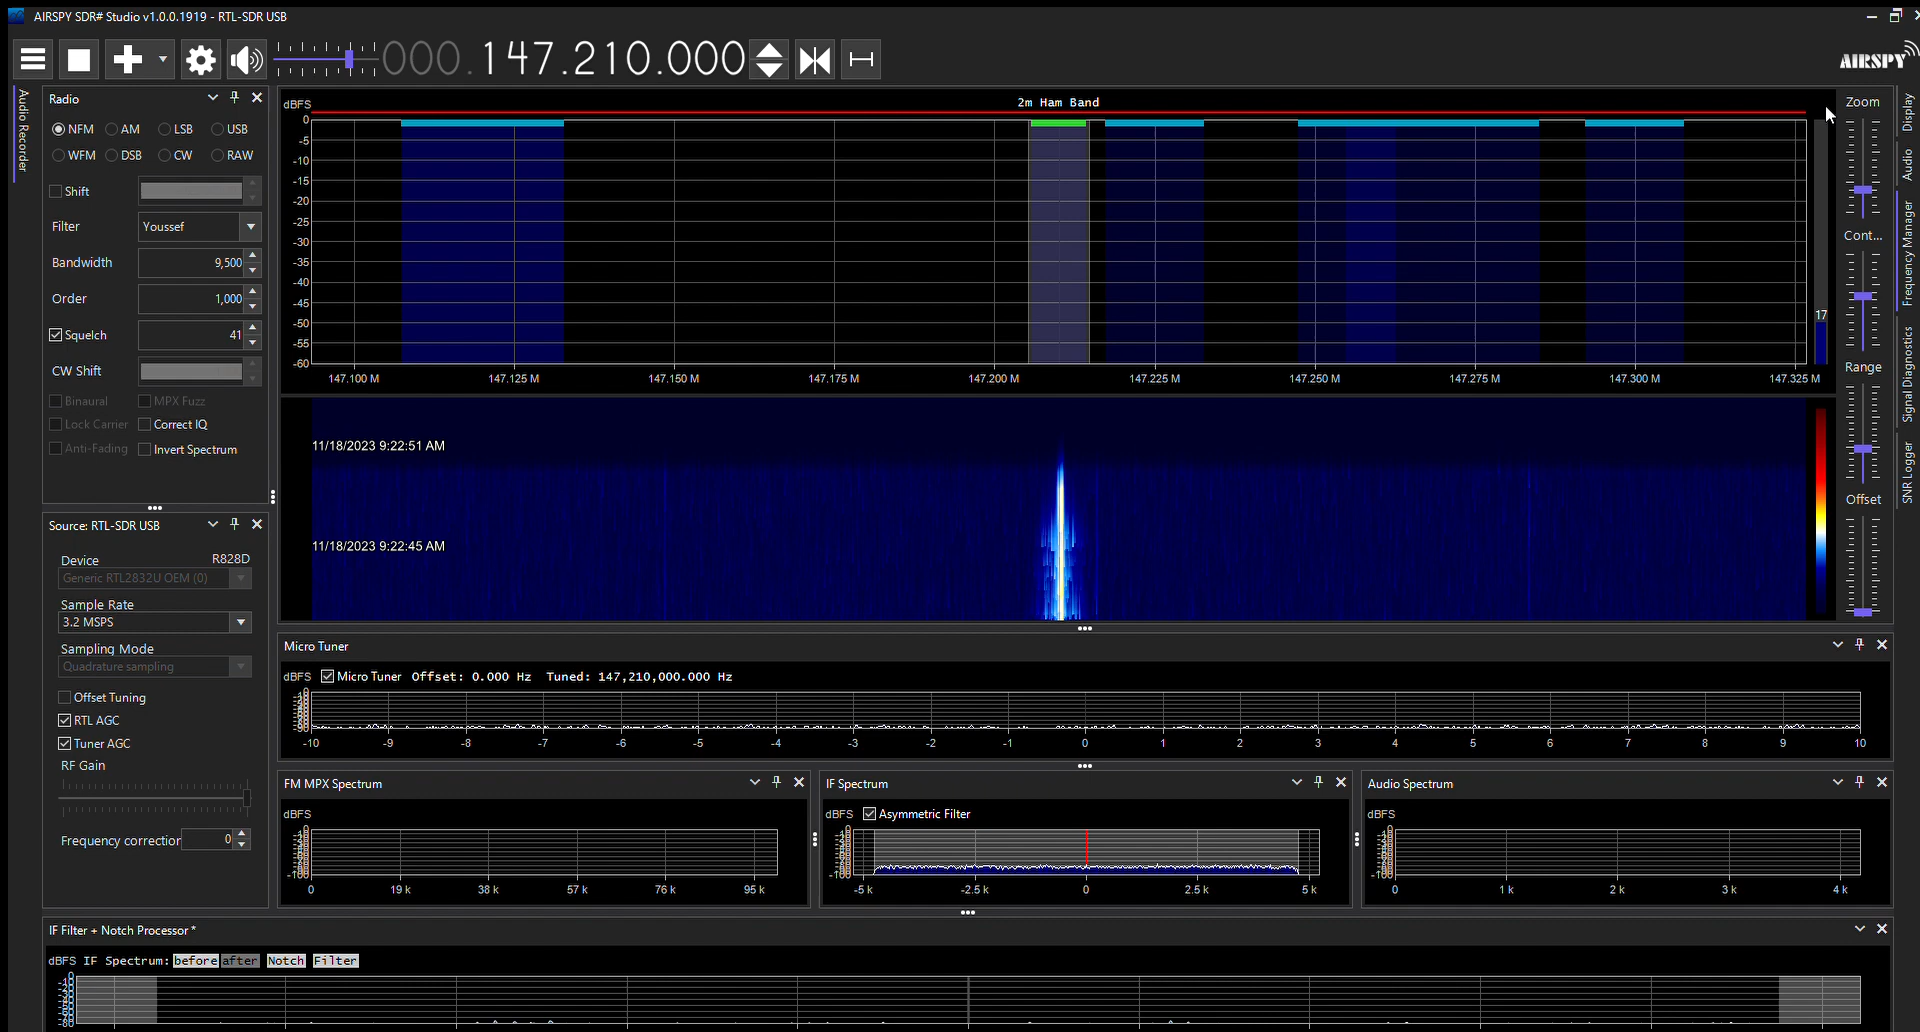 AIRSPY SDR# Studio v1.0.0.1919 - RTL-SDR USB
000.147.210.000
AIRSPY
Audio Recorder
Radio
NFM AM LSB USB
WFM DSB CW RAW
Shift
Filter Youssef
Bandwidth 9,500
Order 1,000
Squelch 41
CW Shift
Binaural MPX Fuzz
Lock Carrier Correct IQ
Anti-Fading Invert Spectrum
Source: RTL-SDR USB
Device R828D
Generic RTL2832U OEM (0)
Sample Rate
3.2 MSPS
Sampling Mode
Quadrature sampling
Offset Tuning
RTL AGC
Tuner AGC
RF Gain
Frequency correction 0
dBFS
2m Ham Band
0
-5
-10
-15
-20
-25
-30
-35
-40
-45
-50
-55
-60
147.100 M 147.125 M 147.150 M 147.175 M 147.200 M 147.225 M 147.250 M 147.275 M 147.300 M 147.325 M
17
11/18/2023 9:22:51 AM
11/18/2023 9:22:45 AM
Zoom
Cont...
Range
Offset
Display
Audio
Frequency Manager
Signal Diagnostics
SNR Logger
Micro Tuner
dBFS Micro Tuner Offset: 0.000 Hz Tuned: 147,210,000.000 Hz
-10 -9 -8 -7 -6 -5 -4 -3 -2 -1 0 1 2 3 4 5 6 7 8 9 10
FM MPX Spectrum
dBFS
0 19 k 38 k 57 k 76 k 95 k
IF Spectrum
dBFS Asymmetric Filter
-5 k -2.5 k 0 2.5 k 5 k
Audio Spectrum
dBFS
0 1 k 2 k 3 k 4 k
IF Filter + Notch Processor *
dBFS IF Spectrum: before after Notch Filter